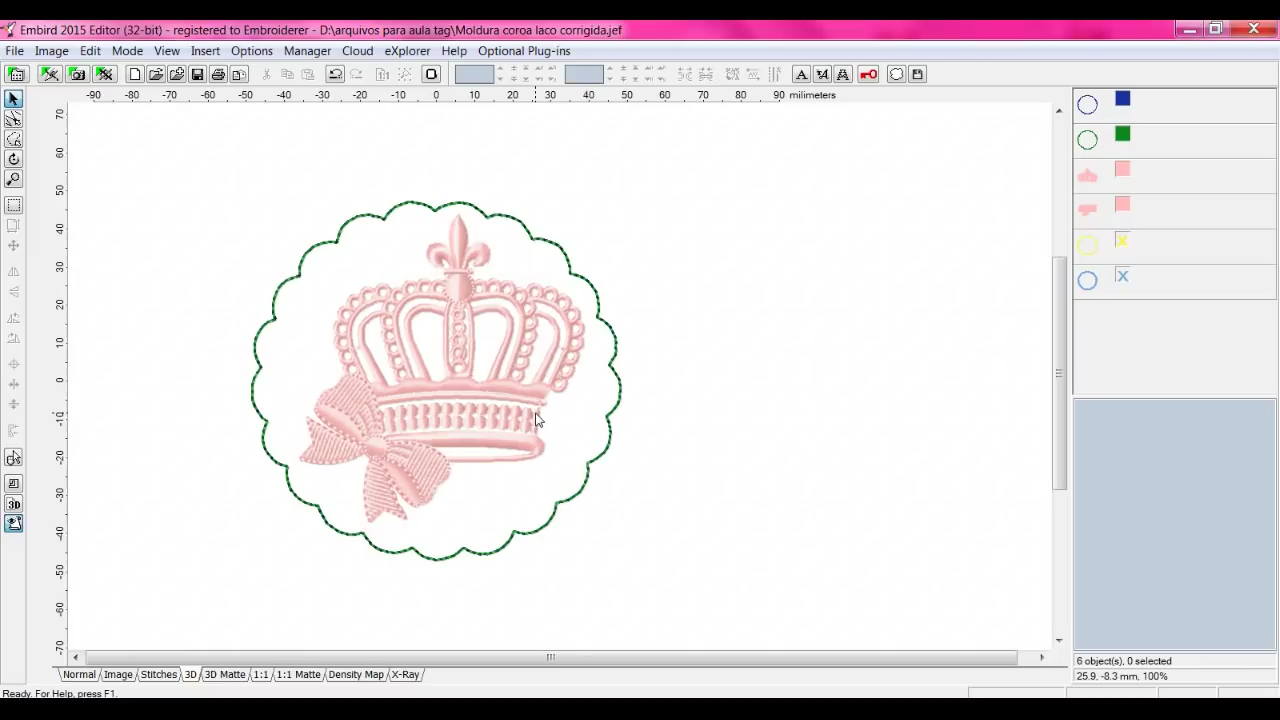 Embird 2015 Editor (32-bit) - registered to Embroiderer - D:\arquivos para aula tag\Moldura coroa laco corrigida.jef
File Image Edit Mode View Insert Options Manager Cloud eXplorer Help Optional Plug-ins
-90 -80 -70 -60 -50 -40 -30 -20 -10 0 10 20 30 40 50 60 70 80 90 milimeters
70
60
50
40
30
20
10
0
-10
-20
-30
-40
-50
-60
-70
3D
Normal Image Stitches 3D 3D Matte 1:1 1:1 Matte Density Map X-Ray
6 object(s), 0 selected
25.9, -8.3 mm, 100%
Ready. For Help, press F1.